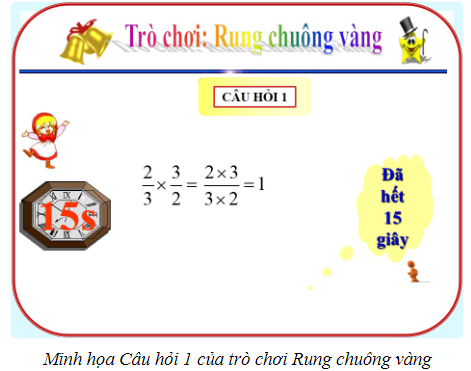 Trò chơi: Rung chuông vàng
CÂU HỎI 1
2/3 × 3/2 = 2 × 3 / 3 × 2 = 1
15s
Đã
hết
15
giây
Minh họa Câu hỏi 1 của trò chơi Rung chuông vàng